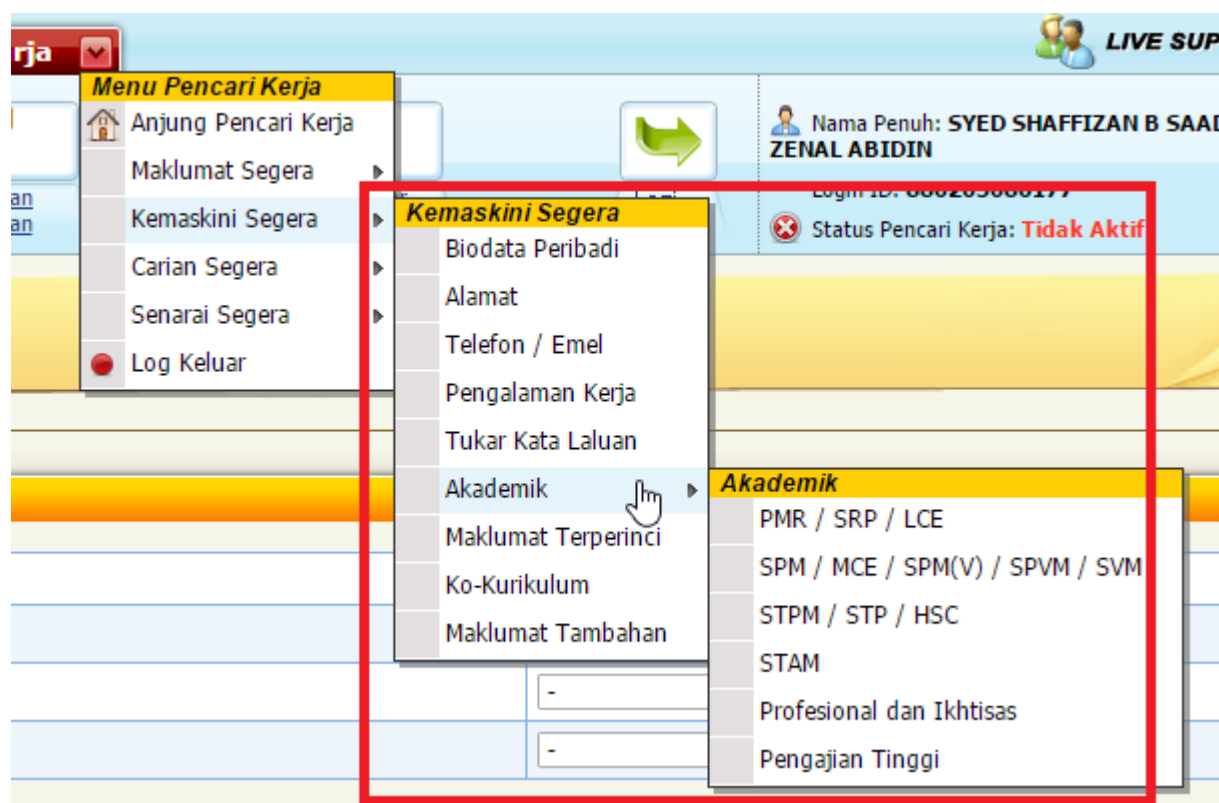 rja
LIVE SUP
Menu Pencari Kerja
Anjung Pencari Kerja
Maklumat Segera
Kemaskini Segera
Carian Segera
Senarai Segera
Log Keluar
an
an
Nama Penuh: SYED SHAFFIZAN B SAAD
ZENAL ABIDIN
Status Pencari Kerja: Tidak Aktif
Kemaskini Segera
Biodata Peribadi
Alamat
Telefon / Emel
Pengalaman Kerja
Tukar Kata Laluan
Akademik
Maklumat Terperinci
Ko-Kurikulum
Maklumat Tambahan
Akademik
PMR / SRP / LCE
SPM / MCE / SPM(V) / SPVM / SVM
STPM / STP / HSC
STAM
Profesional dan Ikhtisas
Pengajian Tinggi
-
-